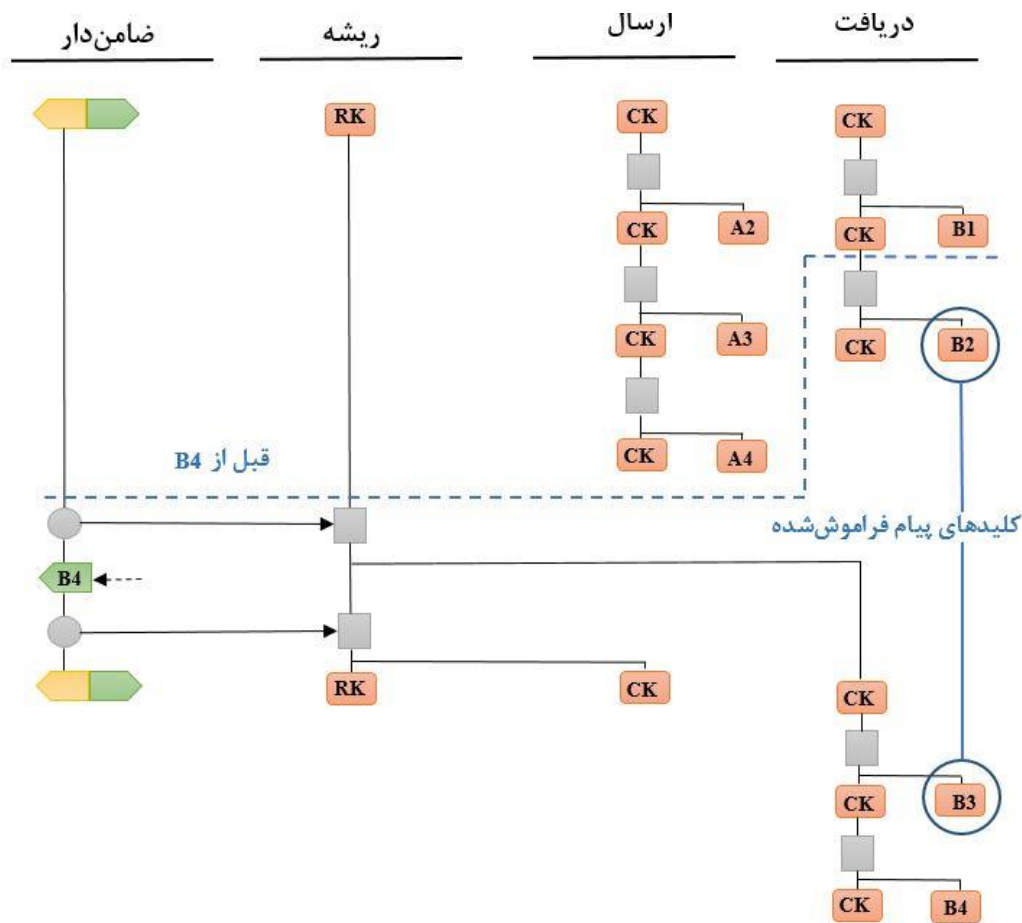 دریافت
ارسال
ریشه
ضامن‌دار
RK
CK
CK
A2
B1
CK
CK
A3
B2
CK
CK
A4
CK
قبل از B4
کلیدهای پیام فراموش‌شده
B4
RK
CK
CK
B3
CK
B4
CK